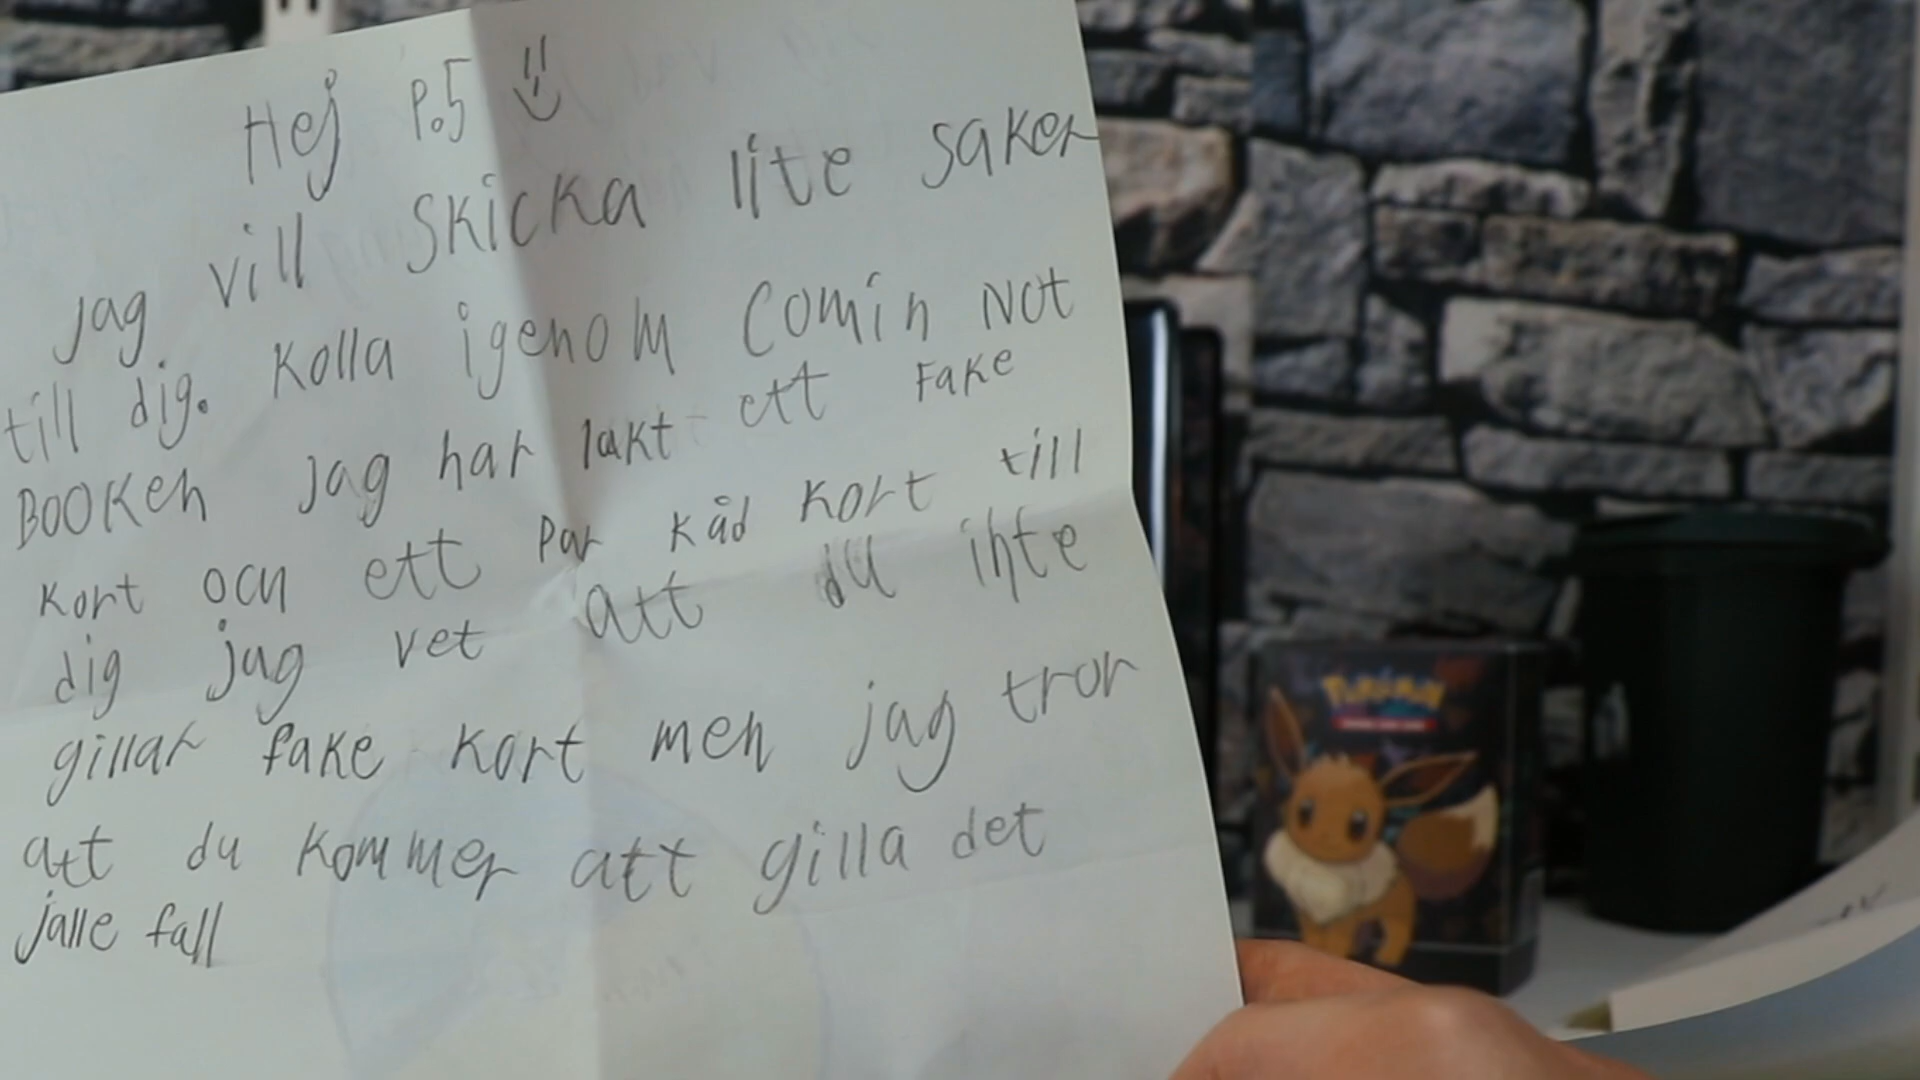 Hej P.5
jag vill skicka lite saker
till dig. Kolla igenom Comin Not
BOOKen jag har lakt ett Fake
kort och ett par kåd kort till
dig jag vet att du inte
gillar fake kort men jag tror
att du kommer att gilla det
jalle fall
POKéMON